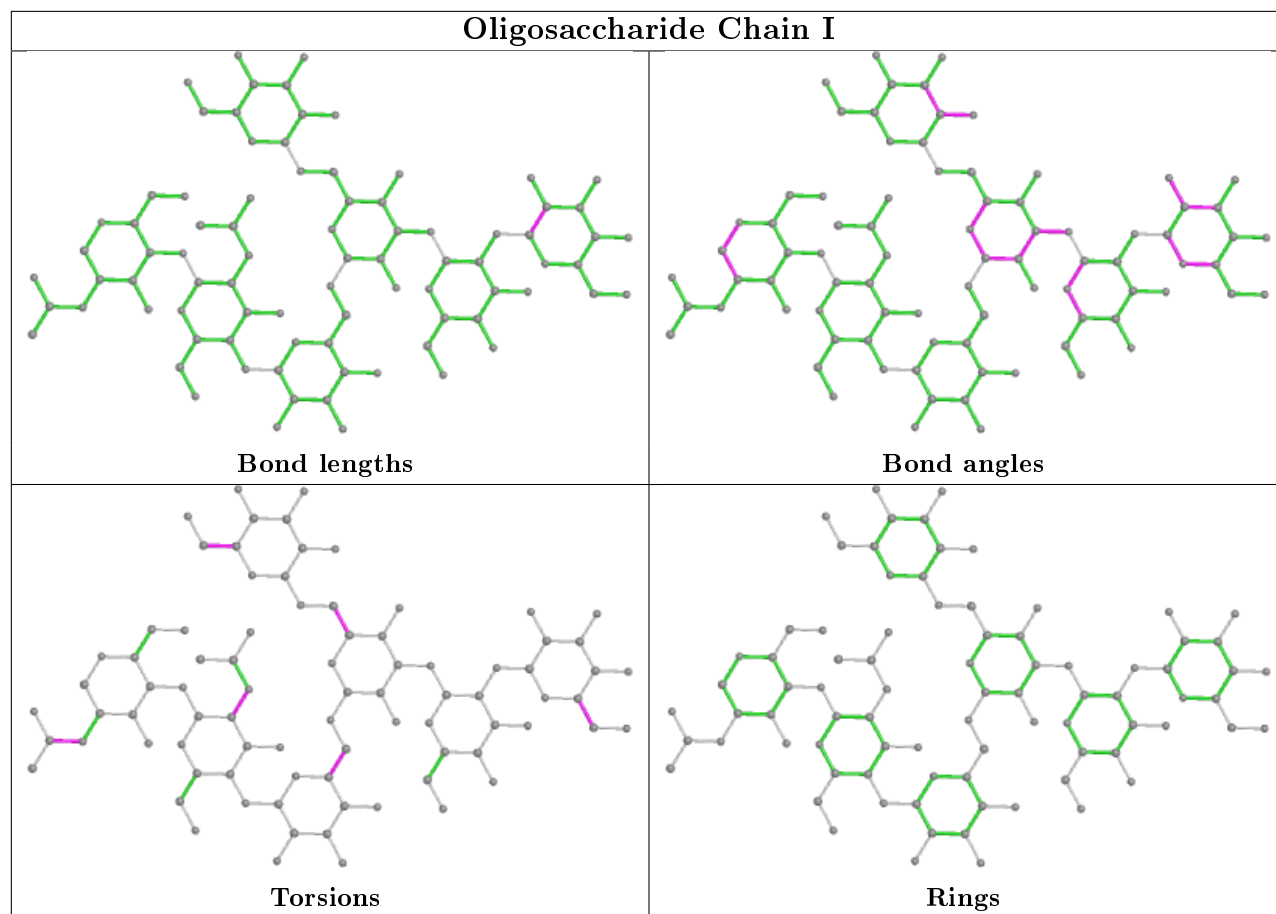 Oligosaccharide Chain I
Bond lengths
Bond angles
Torsions
Rings